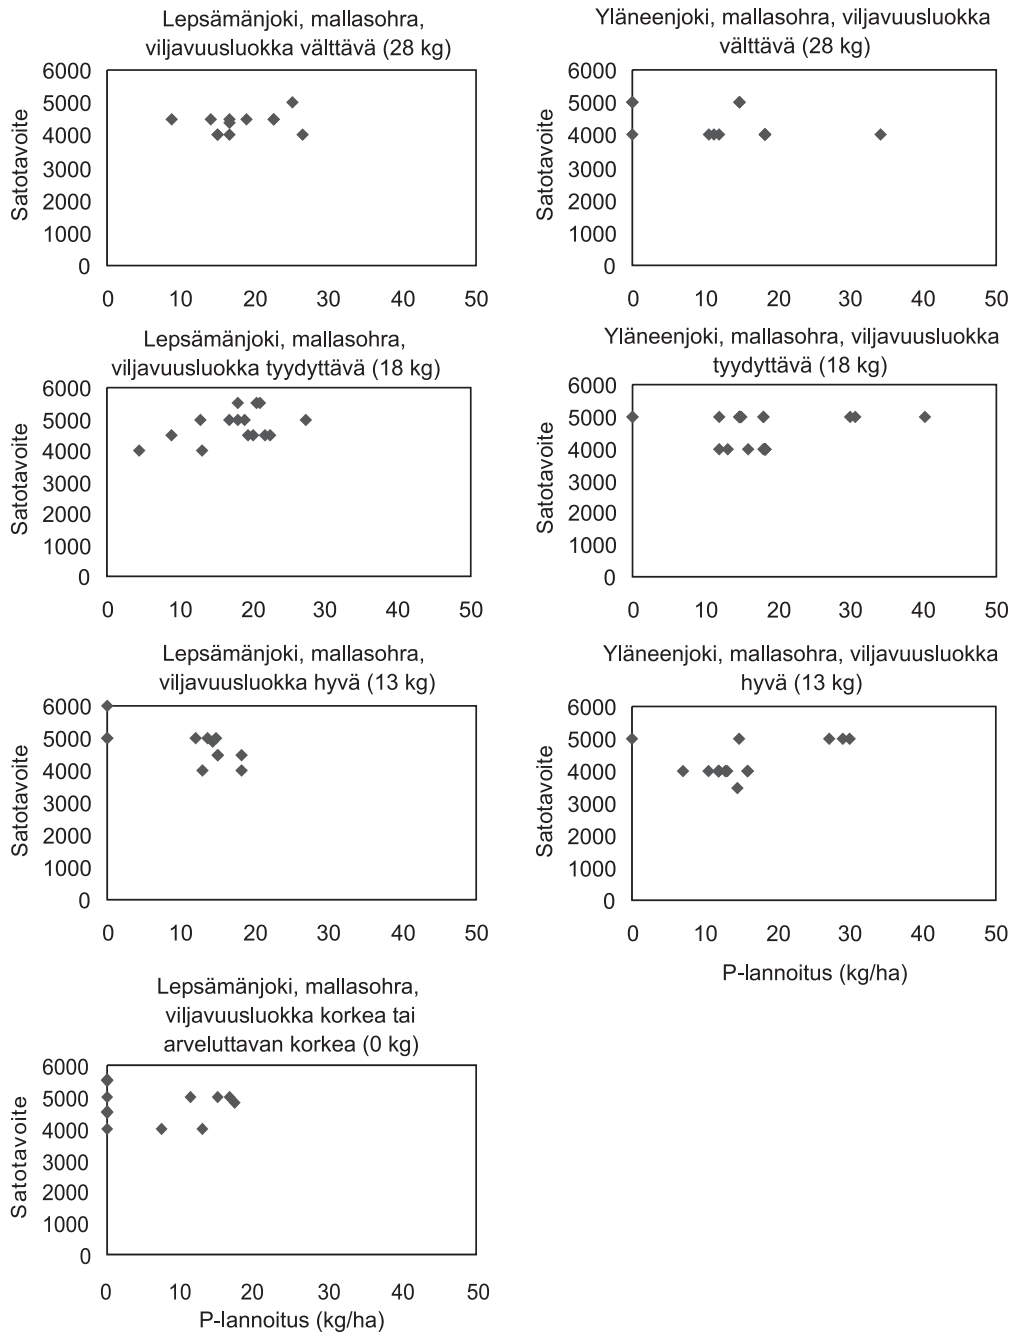 Lepsämänjoki, mallasohra,
viljavuusluokka välttävä (28 kg)
6000
5000
4000
3000
2000
1000
0
Satotavoite
0 10 20 30 40 50
Yläneenjoki, mallasohra, viljavuusluokka
välttävä (28 kg)
6000
5000
4000
3000
2000
1000
0
Satotavoite
0 10 20 30 40 50
Lepsämänjoki, mallasohra,
viljavuusluokka tyydyttävä (18 kg)
6000
5000
4000
3000
2000
1000
0
Satotavoite
0 10 20 30 40 50
Yläneenjoki, mallasohra, viljavuusluokka
tyydyttävä (18 kg)
6000
5000
4000
3000
2000
1000
0
Satotavoite
0 10 20 30 40 50
Lepsämänjoki, mallasohra,
viljavuusluokka hyvä (13 kg)
6000
5000
4000
3000
2000
1000
0
Satotavoite
0 10 20 30 40 50
Yläneenjoki, mallasohra, viljavuusluokka
hyvä (13 kg)
6000
5000
4000
3000
2000
1000
0
Satotavoite
0 10 20 30 40 50
P-lannoitus (kg/ha)
Lepsämänjoki, mallasohra,
viljavuusluokka korkea tai
arveluttavan korkea (0 kg)
6000
5000
4000
3000
2000
1000
0
Satotavoite
0 10 20 30 40 50
P-lannoitus (kg/ha)